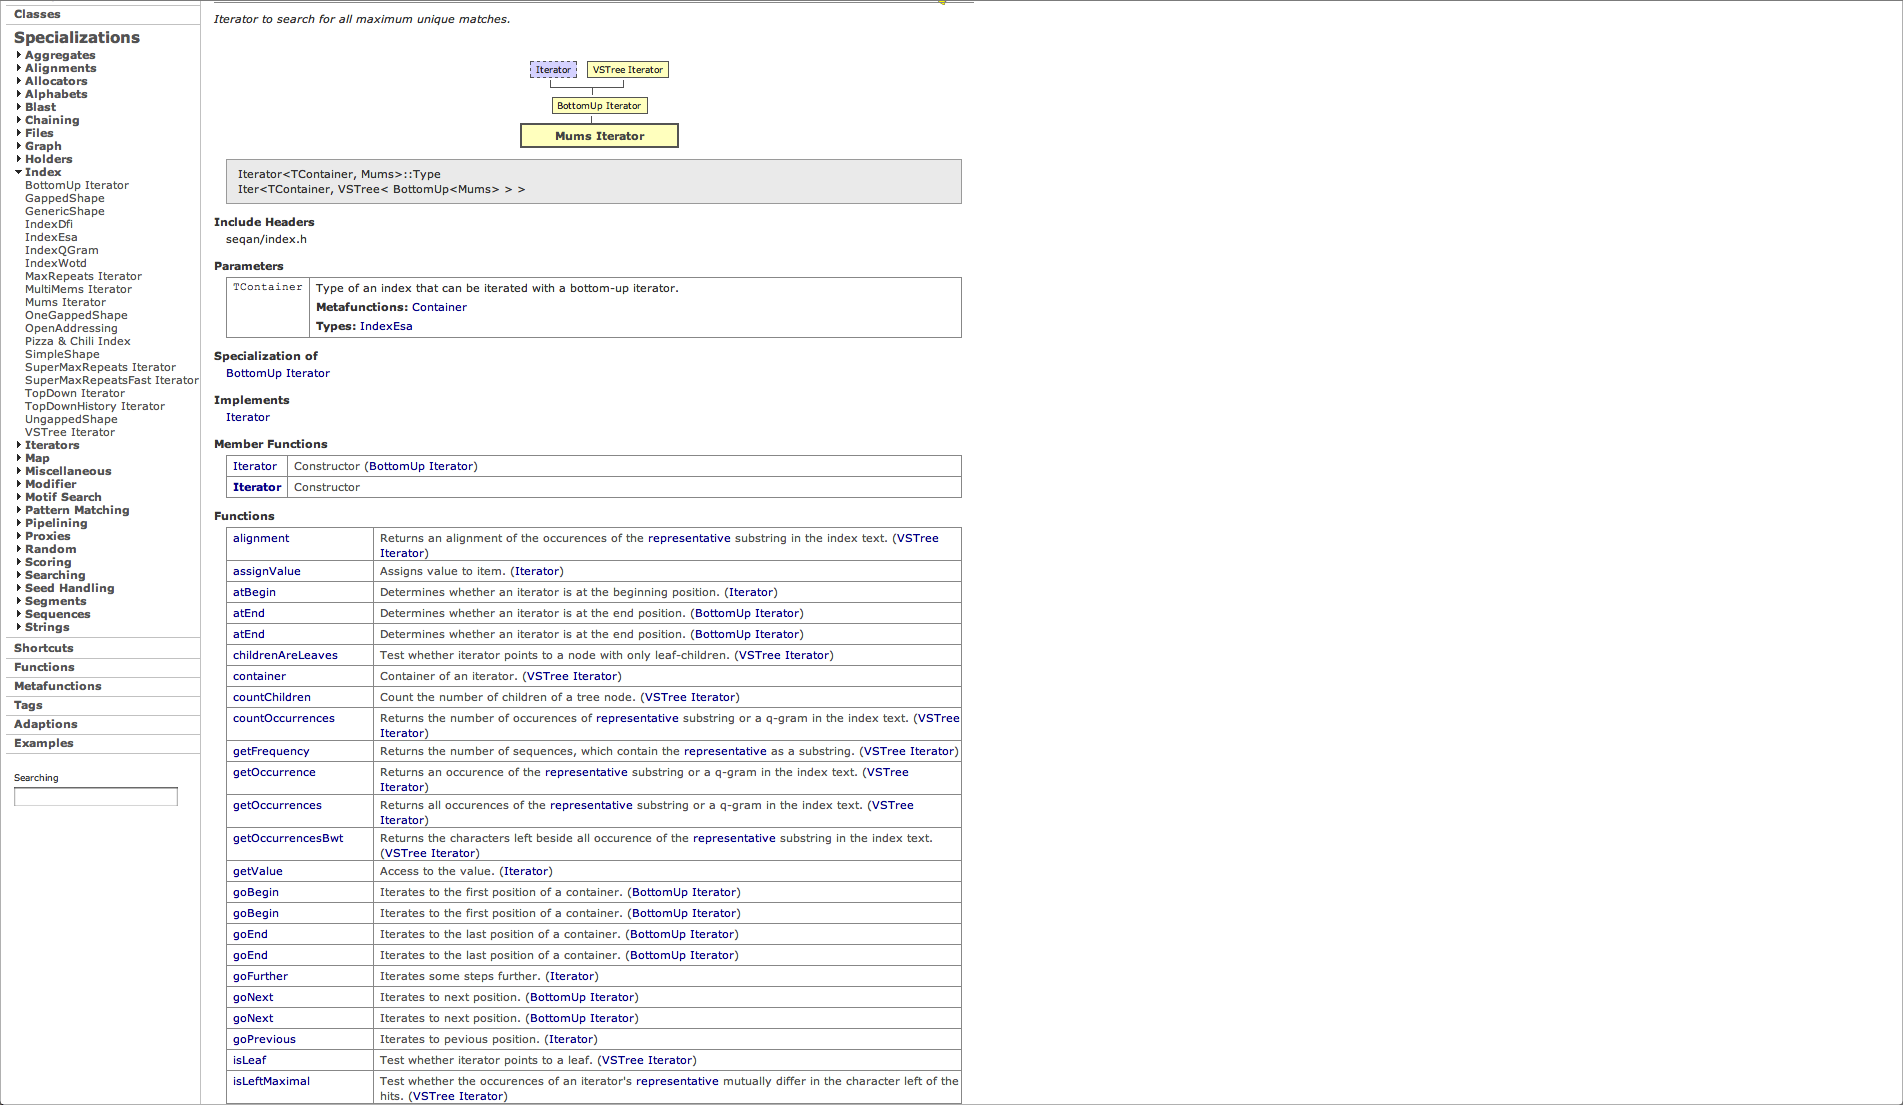 Classes
Specializations
Aggregates
Alignments
Allocators
Alphabets
Blast
Chaining
Files
Graph
Holders
Index
BottomUp Iterator
GappedShape
GenericShape
IndexDfi
IndexEsa
IndexQGram
IndexWotd
MaxRepeats Iterator
MultiMems Iterator
Mums Iterator
OneGappedShape
OpenAddressing
Pizza & Chili Index
SimpleShape
SuperMaxRepeats Iterator
SuperMaxRepeatsFast Iterator
TopDown Iterator
TopDownHistory Iterator
UngappedShape
VSTree Iterator
Iterators
Map
Miscellaneous
Modifier
Motif Search
Pattern Matching
Pipelining
Proxies
Random
Scoring
Searching
Seed Handling
Segments
Sequences
Strings
Shortcuts
Functions
Metafunctions
Tags
Adaptions
Examples
Searching
Iterator to search for all maximum unique matches.
Iterator VSTree Iterator
BottomUp Iterator
Mums Iterator
Iterator<TContainer, Mums>::Type
Iter<TContainer, VSTree< BottomUp<Mums> > >
Include Headers
seqan/index.h
Parameters
TContainer Type of an index that can be iterated with a bottom-up iterator.
Metafunctions: Container
Types: IndexEsa
Specialization of
BottomUp Iterator
Implements
Iterator
Member Functions
Iterator Constructor (BottomUp Iterator)
Iterator Constructor
Functions
alignment Returns an alignment of the occurences of the representative substring in the index text. (VSTree
Iterator)
assignValue Assigns value to item. (Iterator)
atBegin Determines whether an iterator is at the beginning position. (Iterator)
atEnd Determines whether an iterator is at the end position. (BottomUp Iterator)
atEnd Determines whether an iterator is at the end position. (BottomUp Iterator)
childrenAreLeaves Test whether iterator points to a node with only leaf-children. (VSTree Iterator)
container Container of an iterator. (VSTree Iterator)
countChildren Count the number of children of a tree node. (VSTree Iterator)
countOccurrences Returns the number of occurences of representative substring or a q-gram in the index text. (VSTree
Iterator)
getFrequency Returns the number of sequences, which contain the representative as a substring. (VSTree Iterator)
getOccurrence Returns an occurence of the representative substring or a q-gram in the index text. (VSTree
Iterator)
getOccurrences Returns all occurences of the representative substring or a q-gram in the index text. (VSTree
Iterator)
getOccurrencesBwt Returns the characters left beside all occurence of the representative substring in the index text.
(VSTree Iterator)
getValue Access to the value. (Iterator)
goBegin Iterates to the first position of a container. (BottomUp Iterator)
goBegin Iterates to the first position of a container. (BottomUp Iterator)
goEnd Iterates to the last position of a container. (BottomUp Iterator)
goEnd Iterates to the last position of a container. (BottomUp Iterator)
goFurther Iterates some steps further. (Iterator)
goNext Iterates to next position. (BottomUp Iterator)
goNext Iterates to next position. (BottomUp Iterator)
goPrevious Iterates to pevious position. (Iterator)
isLeaf Test whether iterator points to a leaf. (VSTree Iterator)
isLeftMaximal Test whether the occurences of an iterator's representative mutually differ in the character left of the
hits. (VSTree Iterator)